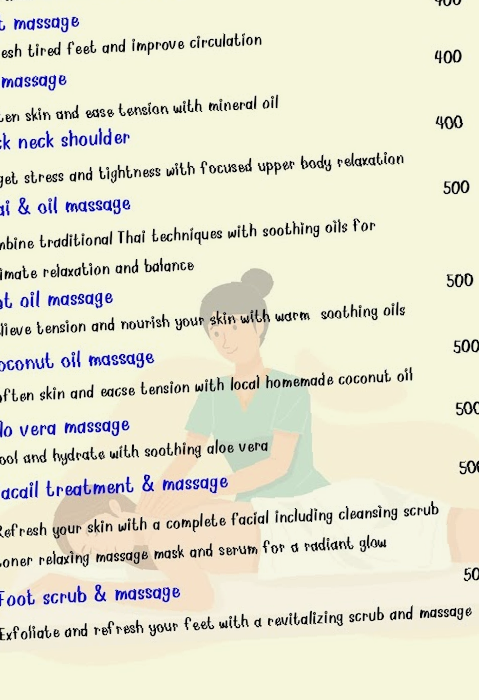 400
t massage
esh tired feet and improve circulation
400
massage
ten skin and ease tension with mineral oil
400
ck neck shoulder
get stress and tightness with focused upper body relaxation
500
ai & oil massage
mbine traditional Thai techniques with soothing oils for
imate relaxation and balance
500
ot oil massage
lieve tension and nourish your skin with warm soothing oils
500
oconut oil massage
often skin and eacse tension with local homemade coconut oil
500
lo vera massage
ool and hydrate with soothing aloe vera
500
acail treatment & massage
Refresh your skin with a complete facial including cleansing scrub
toner relaxing massage mask and serum for a radiant glow
50
Foot scrub & massage
Exfoliate and refresh your feet with a revitalizing scrub and massage